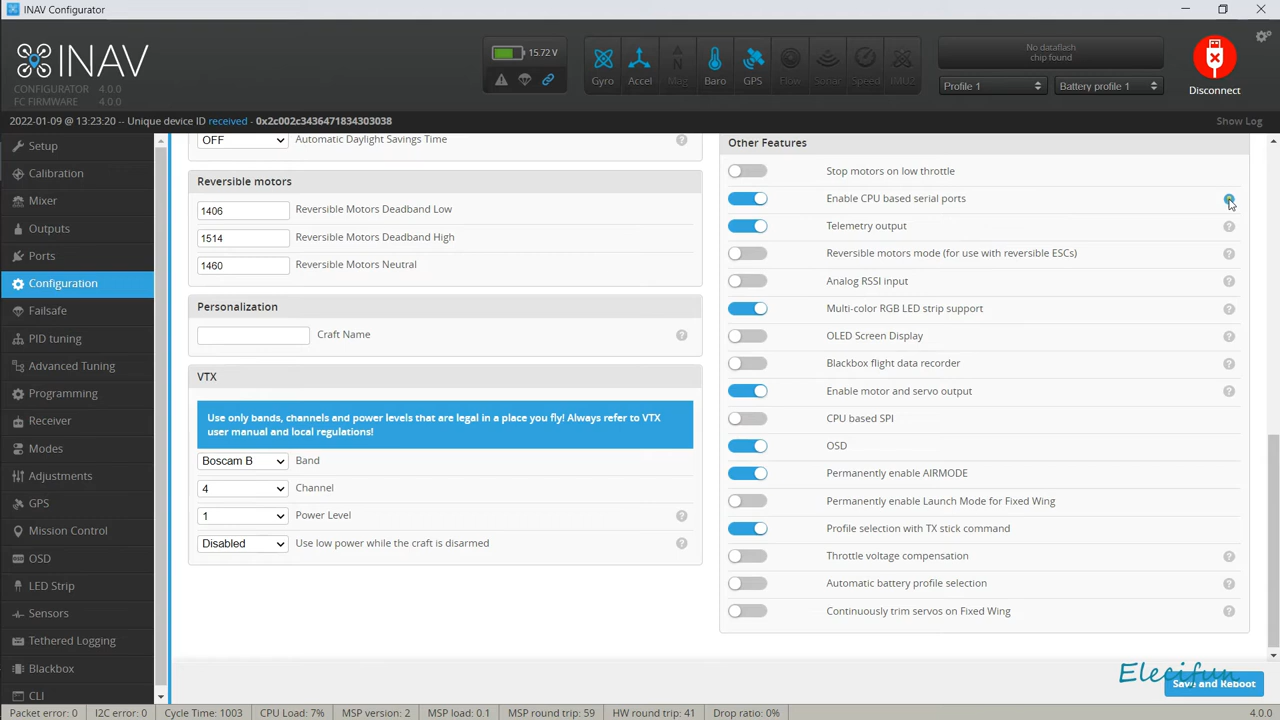 INAV Configurator
INAV
CONFIGURATOR 4.0.0
FC FIRMWARE 4.0.0
15.72 V
Gyro
Accel
Mag
Baro
GPS
Flow
Sonar
Speed
IMU2
No dataflash
chip found
Profile 1
Battery profile 1
Disconnect
2022-01-09 @ 13:23:20 -- Unique device ID received - 0x2c002c3436471834303038
Show Log
Setup
Calibration
Mixer
Outputs
Ports
Configuration
Failsafe
PID tuning
Advanced Tuning
Programming
Receiver
Modes
Adjustments
GPS
Mission Control
OSD
LED Strip
Sensors
Tethered Logging
Blackbox
CLI
OFF Automatic Daylight Savings Time
Reversible motors
1406 Reversible Motors Deadband Low
1514 Reversible Motors Deadband High
1460 Reversible Motors Neutral
Personalization
Craft Name
VTX
Use only bands, channels and power levels that are legal in a place you fly! Always refer to VTX
user manual and local regulations!
Boscam B Band
4 Channel
1 Power Level
Disabled Use low power while the craft is disarmed
Other Features
Stop motors on low throttle
Enable CPU based serial ports
Telemetry output
Reversible motors mode (for use with reversible ESCs)
Analog RSSI input
Multi-color RGB LED strip support
OLED Screen Display
Blackbox flight data recorder
Enable motor and servo output
CPU based SPI
OSD
Permanently enable AIRMODE
Permanently enable Launch Mode for Fixed Wing
Profile selection with TX stick command
Throttle voltage compensation
Automatic battery profile selection
Continuously trim servos on Fixed Wing
Elecifun
Save and Reboot
Packet error: 0 I2C error: 0 Cycle Time: 1003 CPU Load: 7% MSP version: 2 MSP load: 0.1 MSP round trip: 59 HW round trip: 41 Drop ratio: 0% 4.0.0